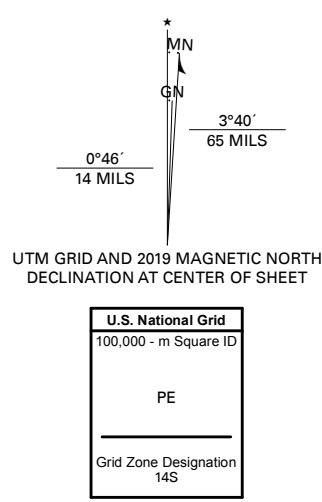 ★
MN
GN
3°40´
65 MILS
0°46´
14 MILS
UTM GRID AND 2019 MAGNETIC NORTH
DECLINATION AT CENTER OF SHEET
U.S. National Grid
100,000 - m Square ID
PE
Grid Zone Designation
14S